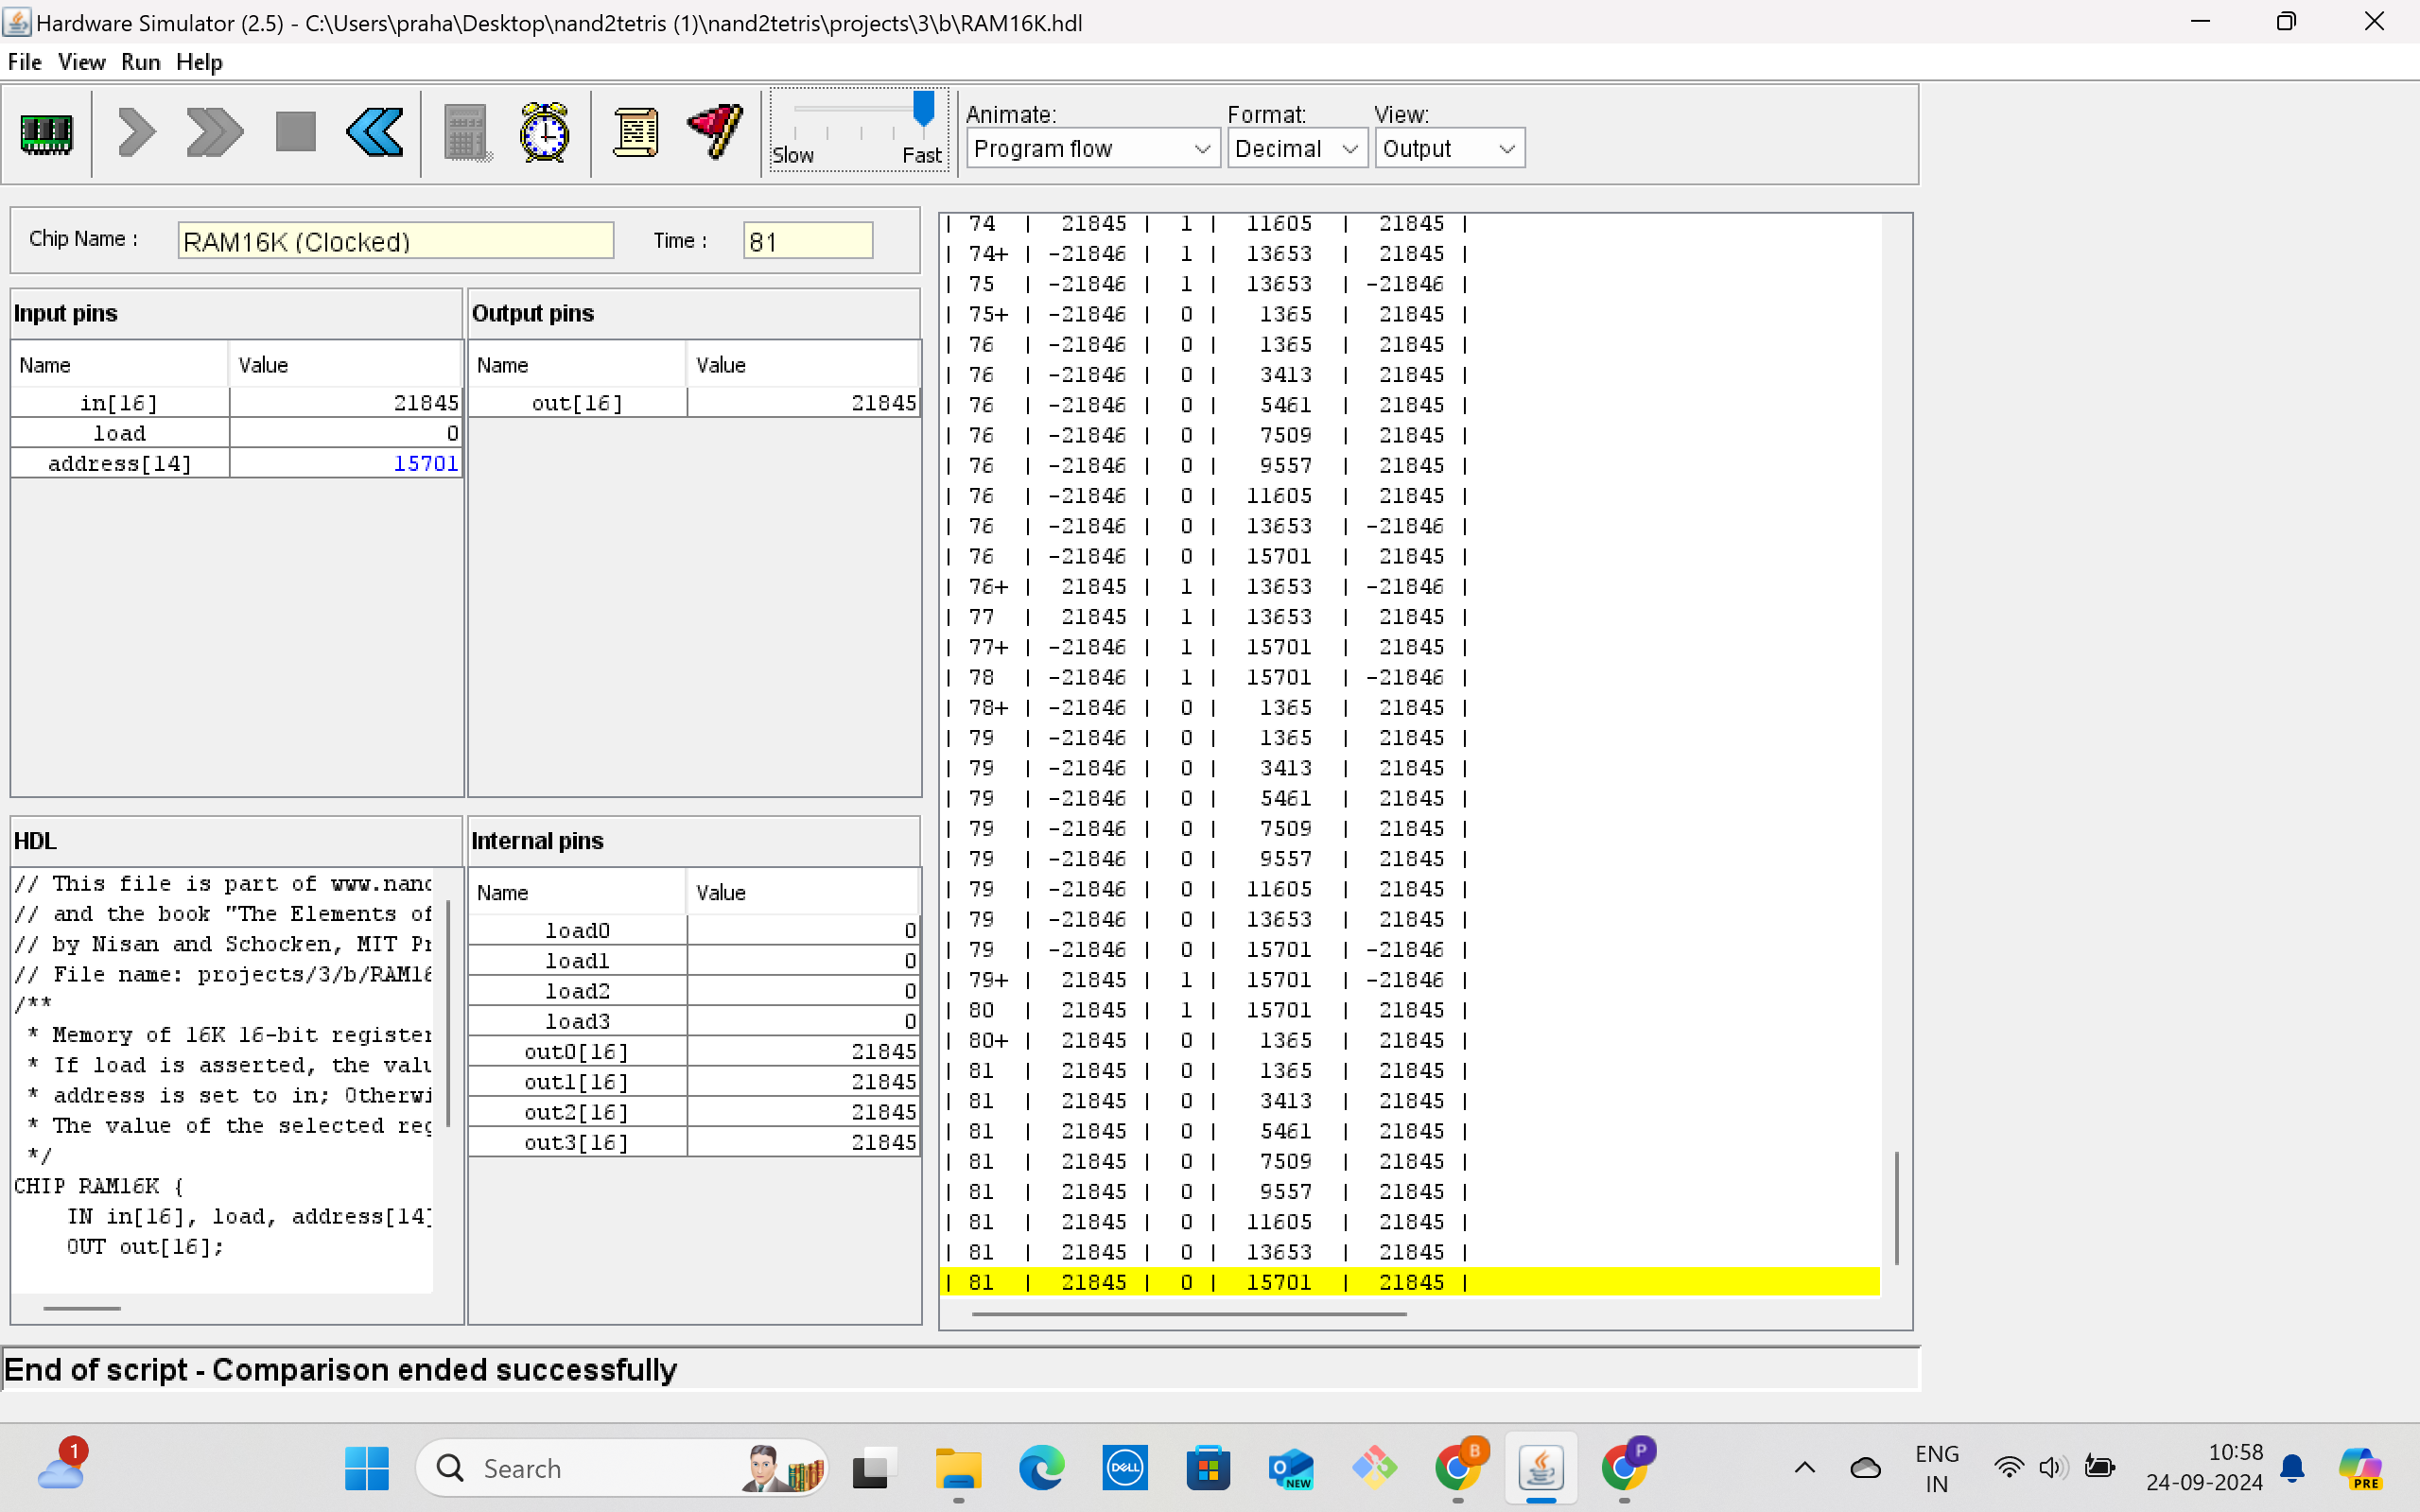 Hardware Simulator (2.5) - C:\Users\praha\Desktop\nand2tetris (1)\nand2tetris\projects\3\b\RAM16K.hdl
File View Run Help
Animate: Format: View:
Slow Fast Program flow Decimal Output
Chip Name : RAM16K (Clocked) Time : 81
Input pins
Name Value
in[16] 21845
load 0
address[14] 15701
Output pins
Name Value
out[16] 21845
HDL
// This file is part of www.nand
// and the book "The Elements of
// by Nisan and Schocken, MIT Pr
// File name: projects/3/b/RAM16
/**
* Memory of 16K 16-bit register
* If load is asserted, the valu
* address is set to in; Otherwi
* The value of the selected reg
*/
CHIP RAM16K {
IN in[16], load, address[14]
OUT out[16];
Internal pins
Name Value
load0 0
load1 0
load2 0
load3 0
out0[16] 21845
out1[16] 21845
out2[16] 21845
out3[16] 21845
| 74 | 21845 | 1 | 11605 | 21845 |
| 74+ | -21846 | 1 | 13653 | 21845 |
| 75 | -21846 | 1 | 13653 | -21846 |
| 75+ | -21846 | 0 | 1365 | 21845 |
| 76 | -21846 | 0 | 1365 | 21845 |
| 76 | -21846 | 0 | 3413 | 21845 |
| 76 | -21846 | 0 | 5461 | 21845 |
| 76 | -21846 | 0 | 7509 | 21845 |
| 76 | -21846 | 0 | 9557 | 21845 |
| 76 | -21846 | 0 | 11605 | 21845 |
| 76 | -21846 | 0 | 13653 | -21846 |
| 76 | -21846 | 0 | 15701 | 21845 |
| 76+ | 21845 | 1 | 13653 | -21846 |
| 77 | 21845 | 1 | 13653 | 21845 |
| 77+ | -21846 | 1 | 15701 | 21845 |
| 78 | -21846 | 1 | 15701 | -21846 |
| 78+ | -21846 | 0 | 1365 | 21845 |
| 79 | -21846 | 0 | 1365 | 21845 |
| 79 | -21846 | 0 | 3413 | 21845 |
| 79 | -21846 | 0 | 5461 | 21845 |
| 79 | -21846 | 0 | 7509 | 21845 |
| 79 | -21846 | 0 | 9557 | 21845 |
| 79 | -21846 | 0 | 11605 | 21845 |
| 79 | -21846 | 0 | 13653 | 21845 |
| 79 | -21846 | 0 | 15701 | -21846 |
| 79+ | 21845 | 1 | 15701 | -21846 |
| 80 | 21845 | 1 | 15701 | 21845 |
| 80+ | 21845 | 0 | 1365 | 21845 |
| 81 | 21845 | 0 | 1365 | 21845 |
| 81 | 21845 | 0 | 3413 | 21845 |
| 81 | 21845 | 0 | 5461 | 21845 |
| 81 | 21845 | 0 | 7509 | 21845 |
| 81 | 21845 | 0 | 9557 | 21845 |
| 81 | 21845 | 0 | 11605 | 21845 |
| 81 | 21845 | 0 | 13653 | 21845 |
| 81 | 21845 | 0 | 15701 | 21845 |
End of script - Comparison ended successfully
1
Search
DELL
NEW
B
P
ENG
IN
10:58
24-09-2024
PRE